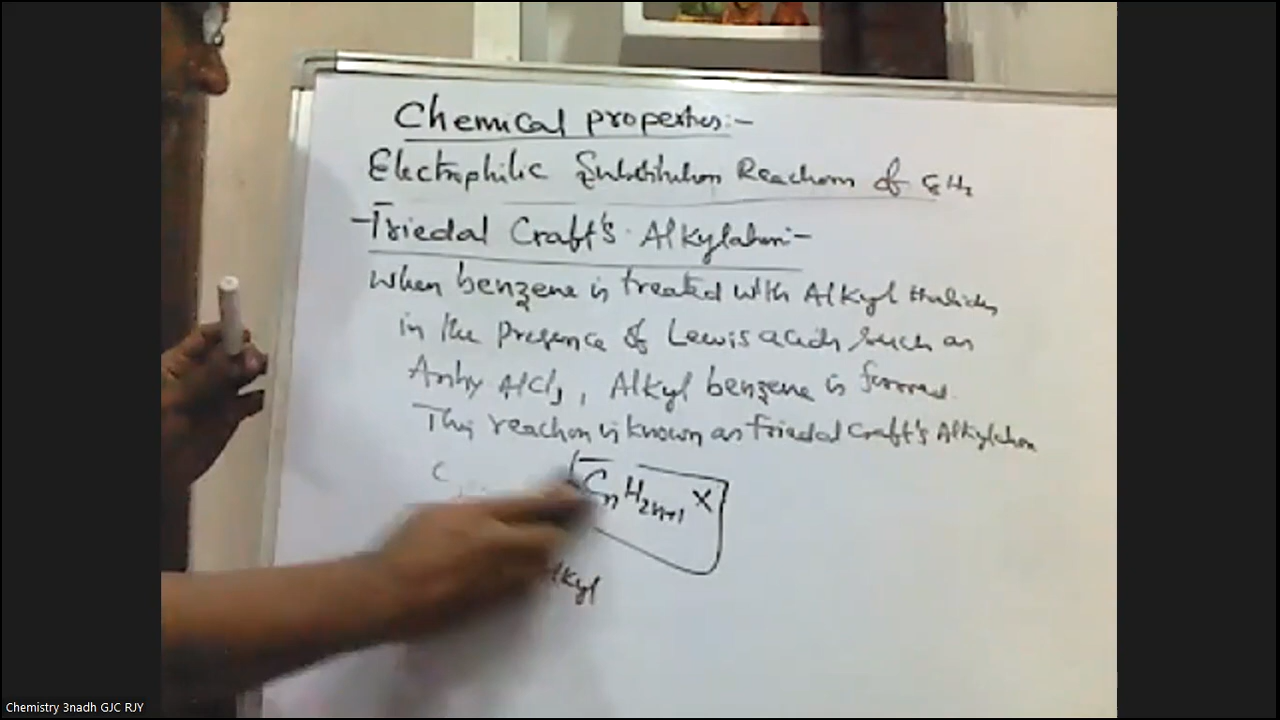 Chemical properties:-
Electrophilic Substitution Reactions of C6H2
Friedal Craft's Alkylation:-
When benzene is treated with Alkyl Halides
in the presence of Lewis acids such as
Anhy AlCl3, Alkyl benzene is formed.
This reaction is known as Friedal Craft's Alkylation
C
CnH2n+1 X
Alkyl
Chemistry 3nadh GJC RJY